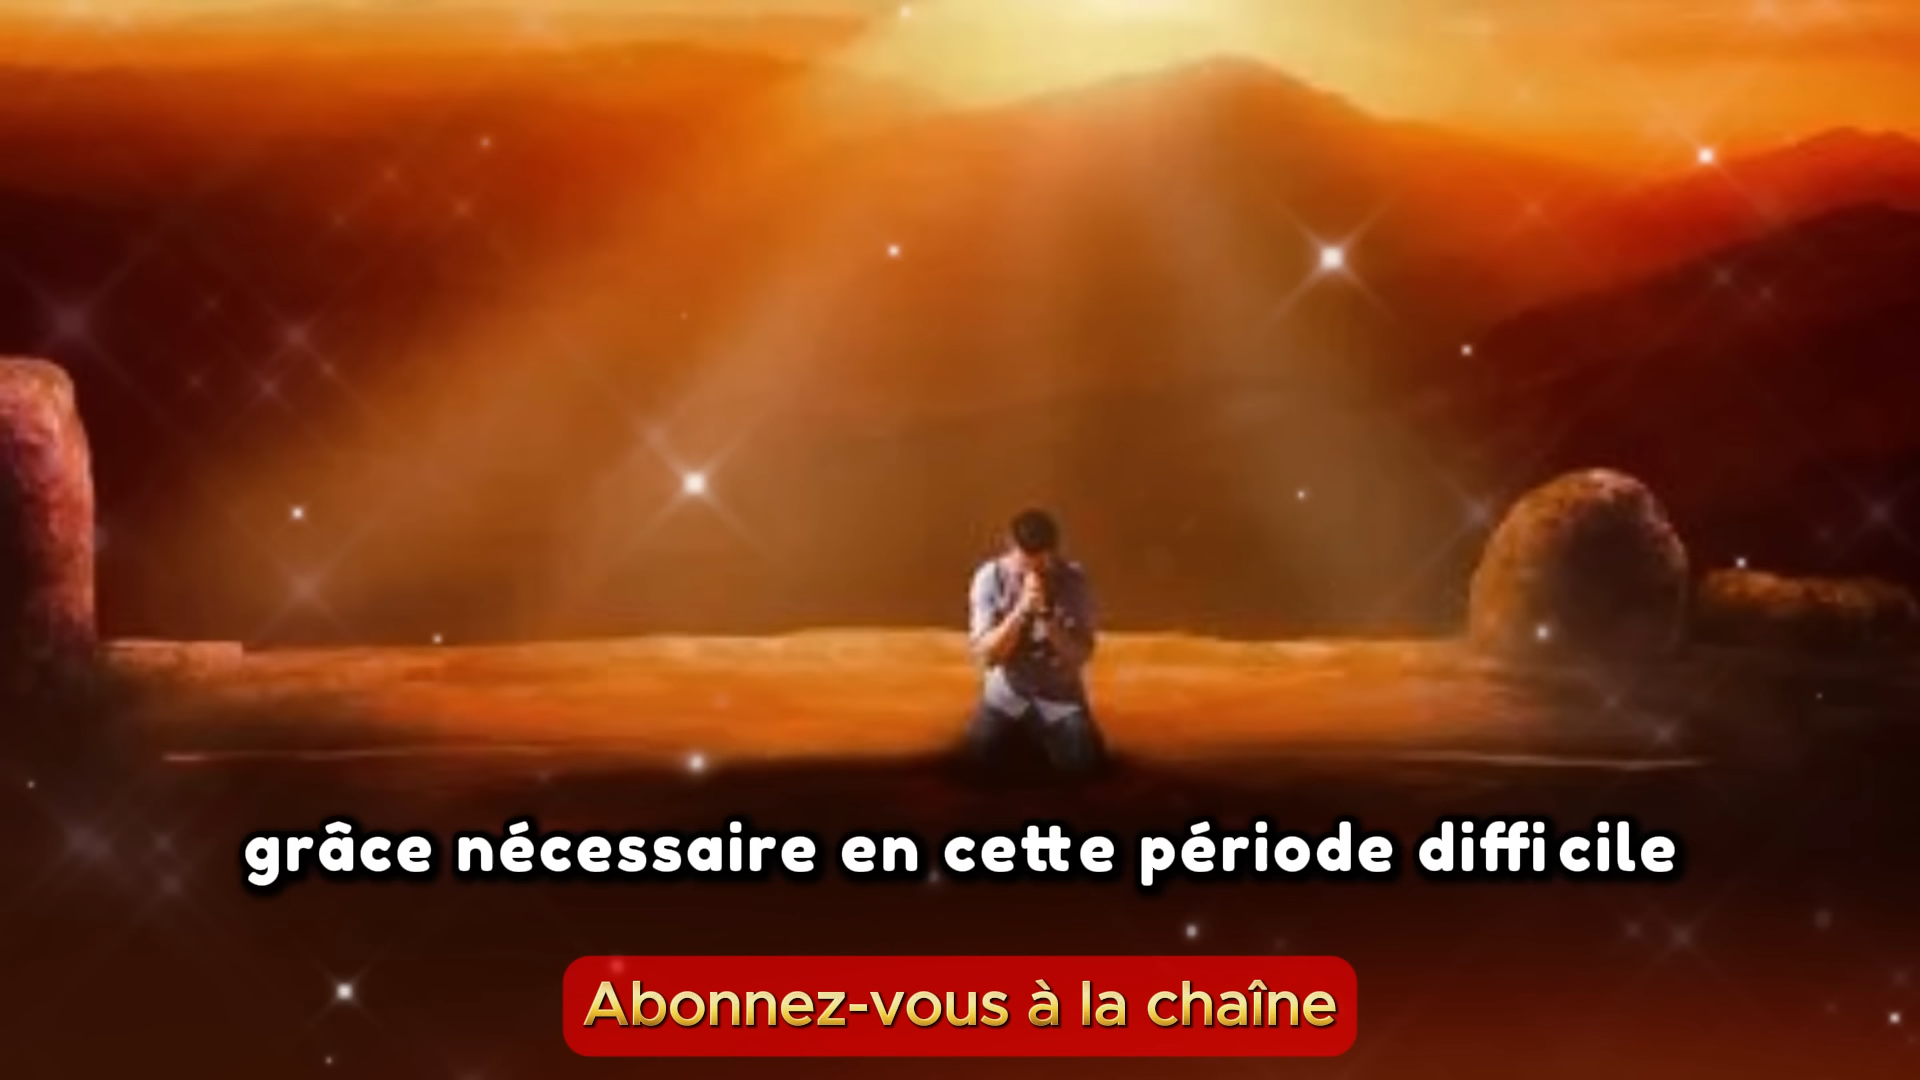 grâce nécessaire en cette période difficile
Abonnez-vous à la chaîne